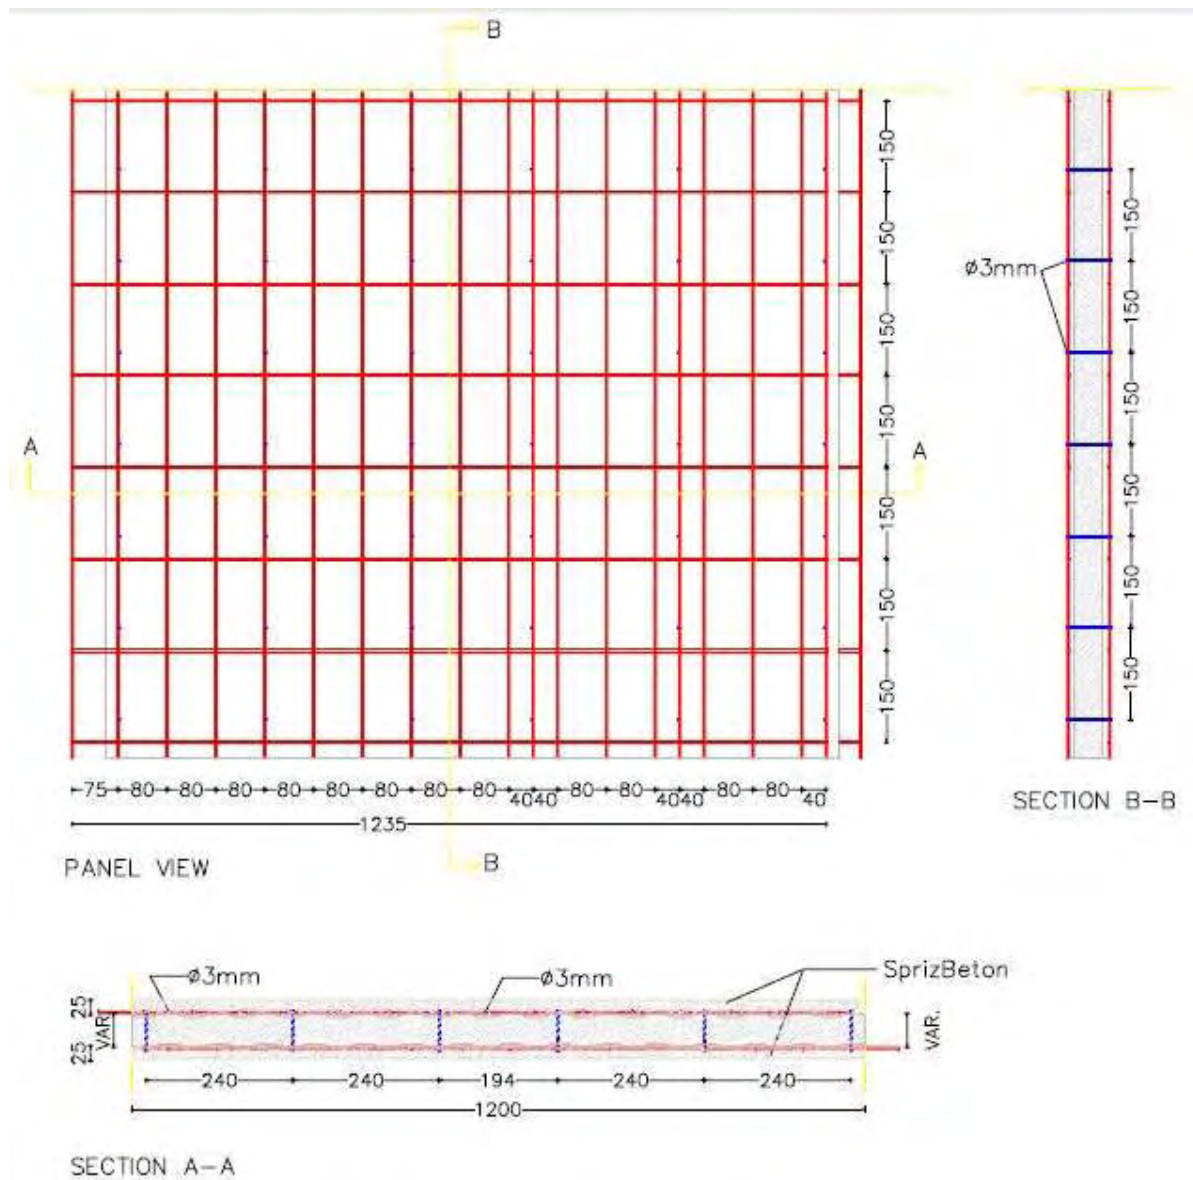 B
150
150
150
150
150
150
150
A
A
75 80 80 80 80 80 80 80 80 4040 80 80 4040 80 80 40
1235
PANEL VIEW
B
ø3mm
150
150
150
150
150
150
SECTION B-B
ø3mm
ø3mm
SprizBeton
25
VAR.
25
VAR.
240 240 194 240 240
1200
SECTION A-A